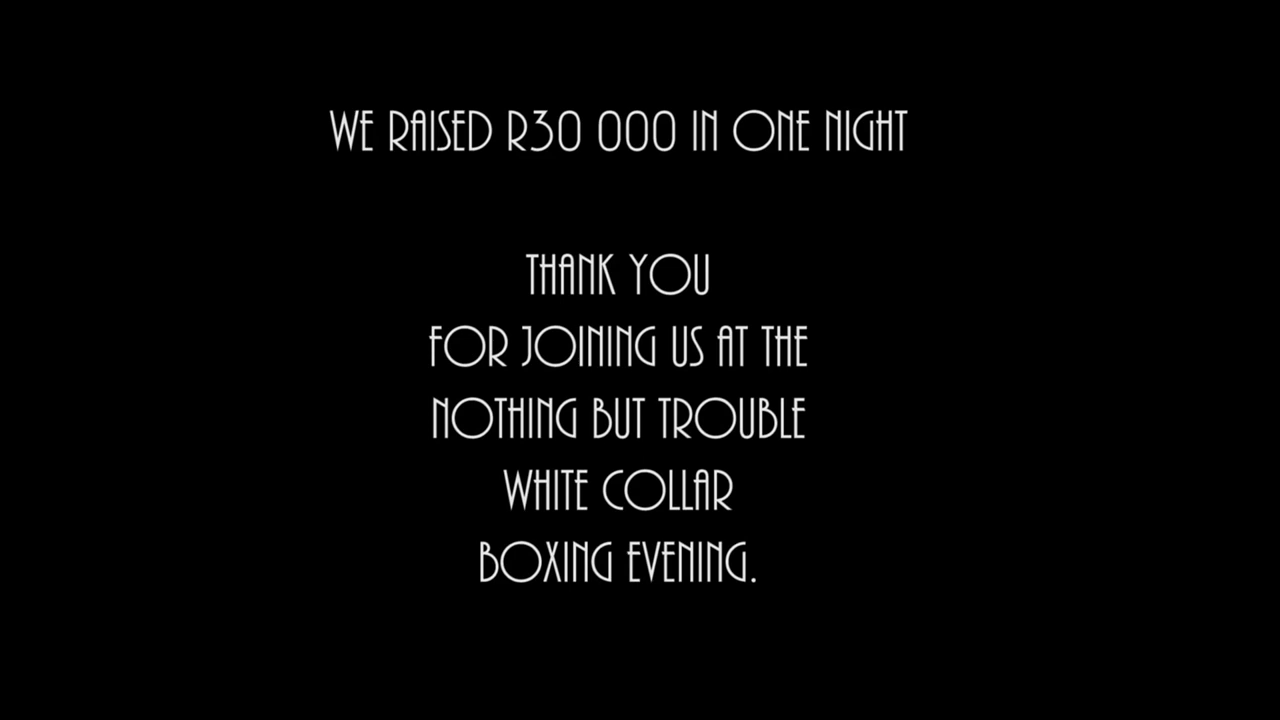 WE RAISED R30 000 IN ONE NIGHT
THANK YOU
FOR JOINING US AT THE
NOTHING BUT TROUBLE
WHITE COLLAR
BOXING EVENING.